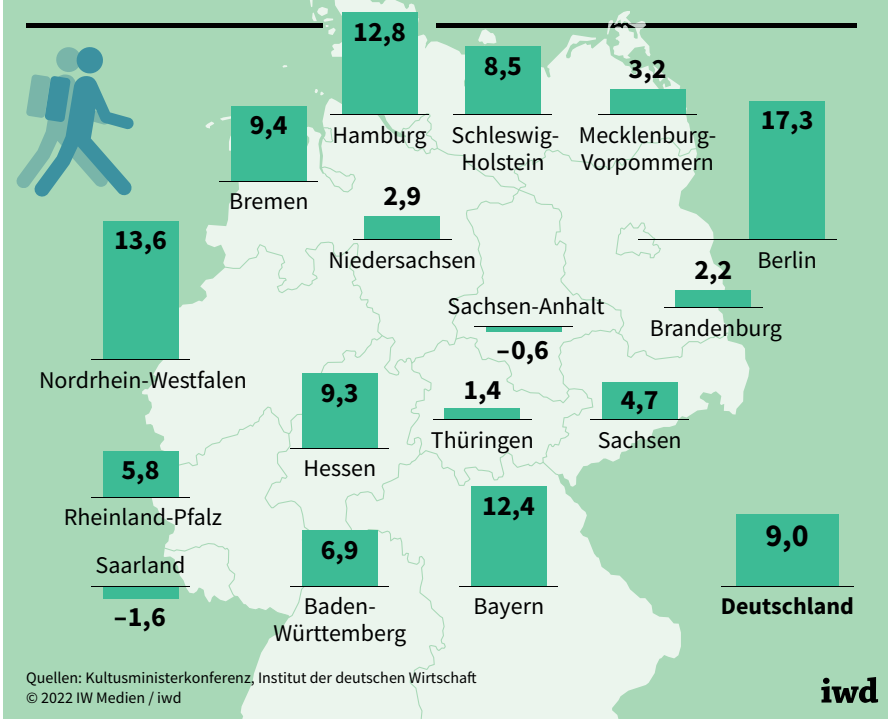 12,8
Hamburg
8,5
Schleswig-
Holstein
3,2
Mecklenburg-
Vorpommern
9,4
Bremen
17,3
Berlin
2,9
Niedersachsen
13,6
Nordrhein-Westfalen
2,2
Brandenburg
Sachsen-Anhalt
–0,6
9,3
Hessen
1,4
Thüringen
4,7
Sachsen
5,8
Rheinland-Pfalz
Saarland
–1,6
6,9
Baden-
Württemberg
12,4
Bayern
9,0
Deutschland
Quellen: Kultusministerkonferenz, Institut der deutschen Wirtschaft
© 2022 IW Medien / iwd
iwd